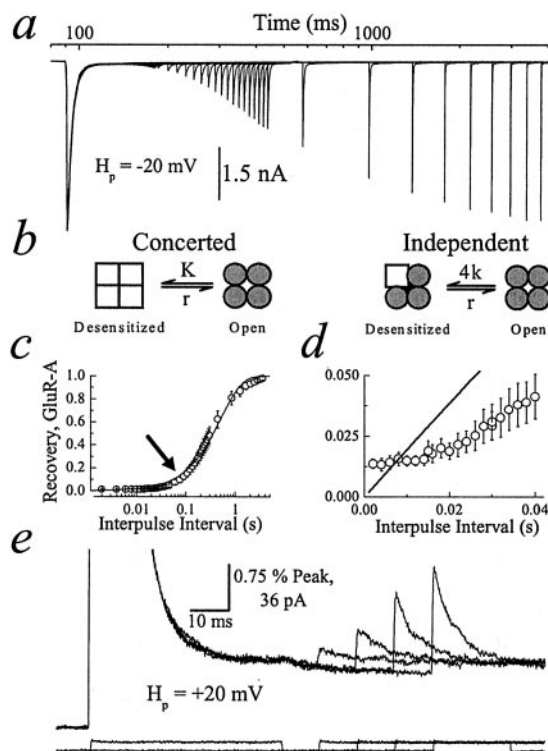 a
Time (ms)
100 1000
Hp = -20 mV
1.5 nA
b
Concerted
Independent
K
r
4k
r
Desensitized
Open
Desensitized
Open
c
d
Recovery, GluR-A
1.0
0.8
0.6
0.4
0.2
0.0
0.01 0.1 1
Interpulse Interval (s)
0.050
0.025
0.000
0.00 0.02 0.04
Interpulse Interval (s)
e
0.75 % Peak,
36 pA
10 ms
Hp = +20 mV